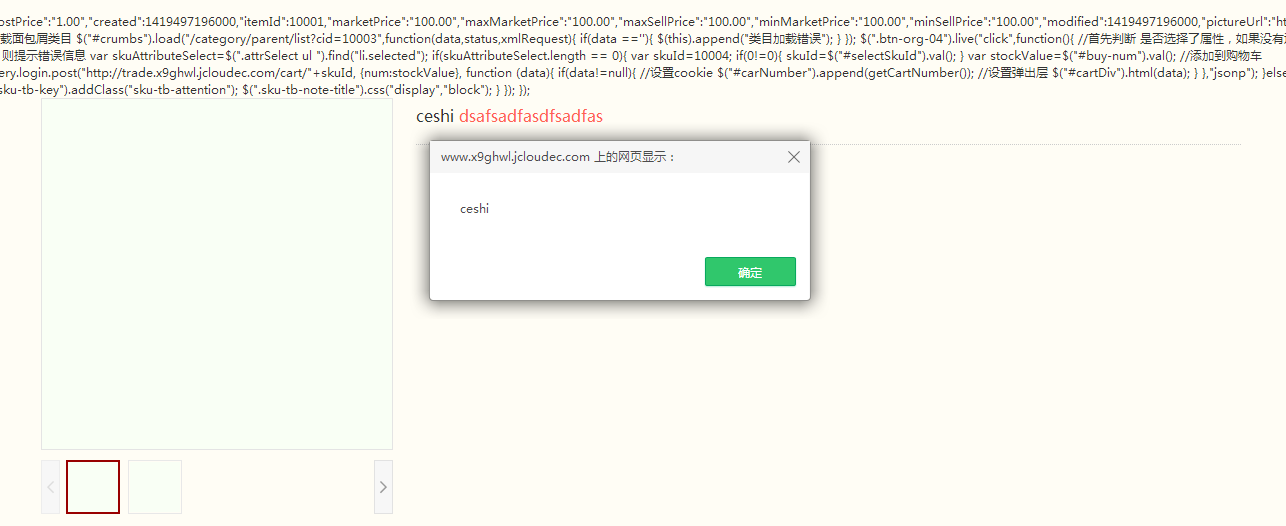 ostPrice":"1.00","created":1419497196000,"itemId":10001,"marketPrice":"100.00","maxMarketPrice":"100.00","maxSellPrice":"100.00","minMarketPrice":"100.00","minSellPrice":"100.00","modified":1419497196000,"pictureUrl":"ht
载面包屑类目 $("#crumbs").load("/category/parent/list?cid=10003",function(data,status,xmlRequest){ if(data ==''){ $(this).append("类目加载错误"); } }); $(".btn-org-04").live("click",function(){ //首先判断 是否选择了属性，如果没有
则提示错误信息 var skuAttributeSelect=$(".attrSelect ul ").find("li.selected"); if(skuAttributeSelect.length == 0){ var skuId=10004; if(0!=0){ skuId=$("#selectSkuId").val(); } var stockValue=$("#buy-num").val(); //添加到购物车
ery.login.post("http://trade.x9ghwl.jcloudec.com/cart/"+skuId, {num:stockValue}, function (data){ if(data!=null){ //设置cookie $("#carNumber").append(getCartNumber()); //设置弹出层 $("#cartDiv").html(data); } },"jsonp"); }else
sku-tb-key").addClass("sku-tb-attention"); $(".sku-tb-note-title").css("display","block"); } }); });
ceshi dsafsadfasdfsadfas
www.x9ghwl.jcloudec.com 上的网页显示：
ceshi
确定